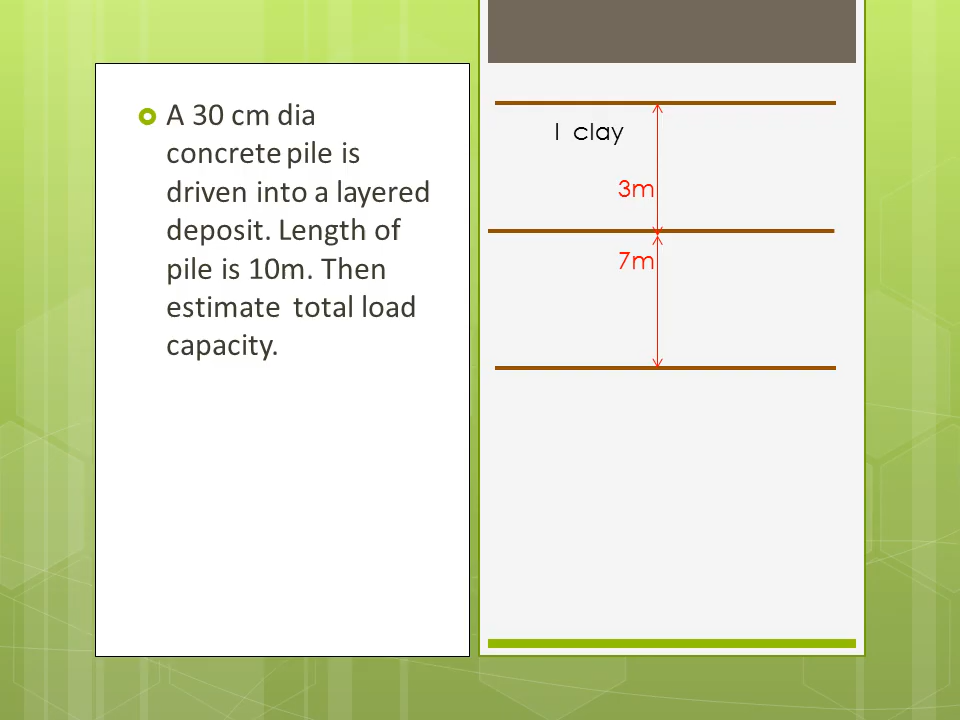 A 30 cm dia
concrete pile is
driven into a layered
deposit. Length of
pile is 10m. Then
estimate total load
capacity.
I clay
3m
7m